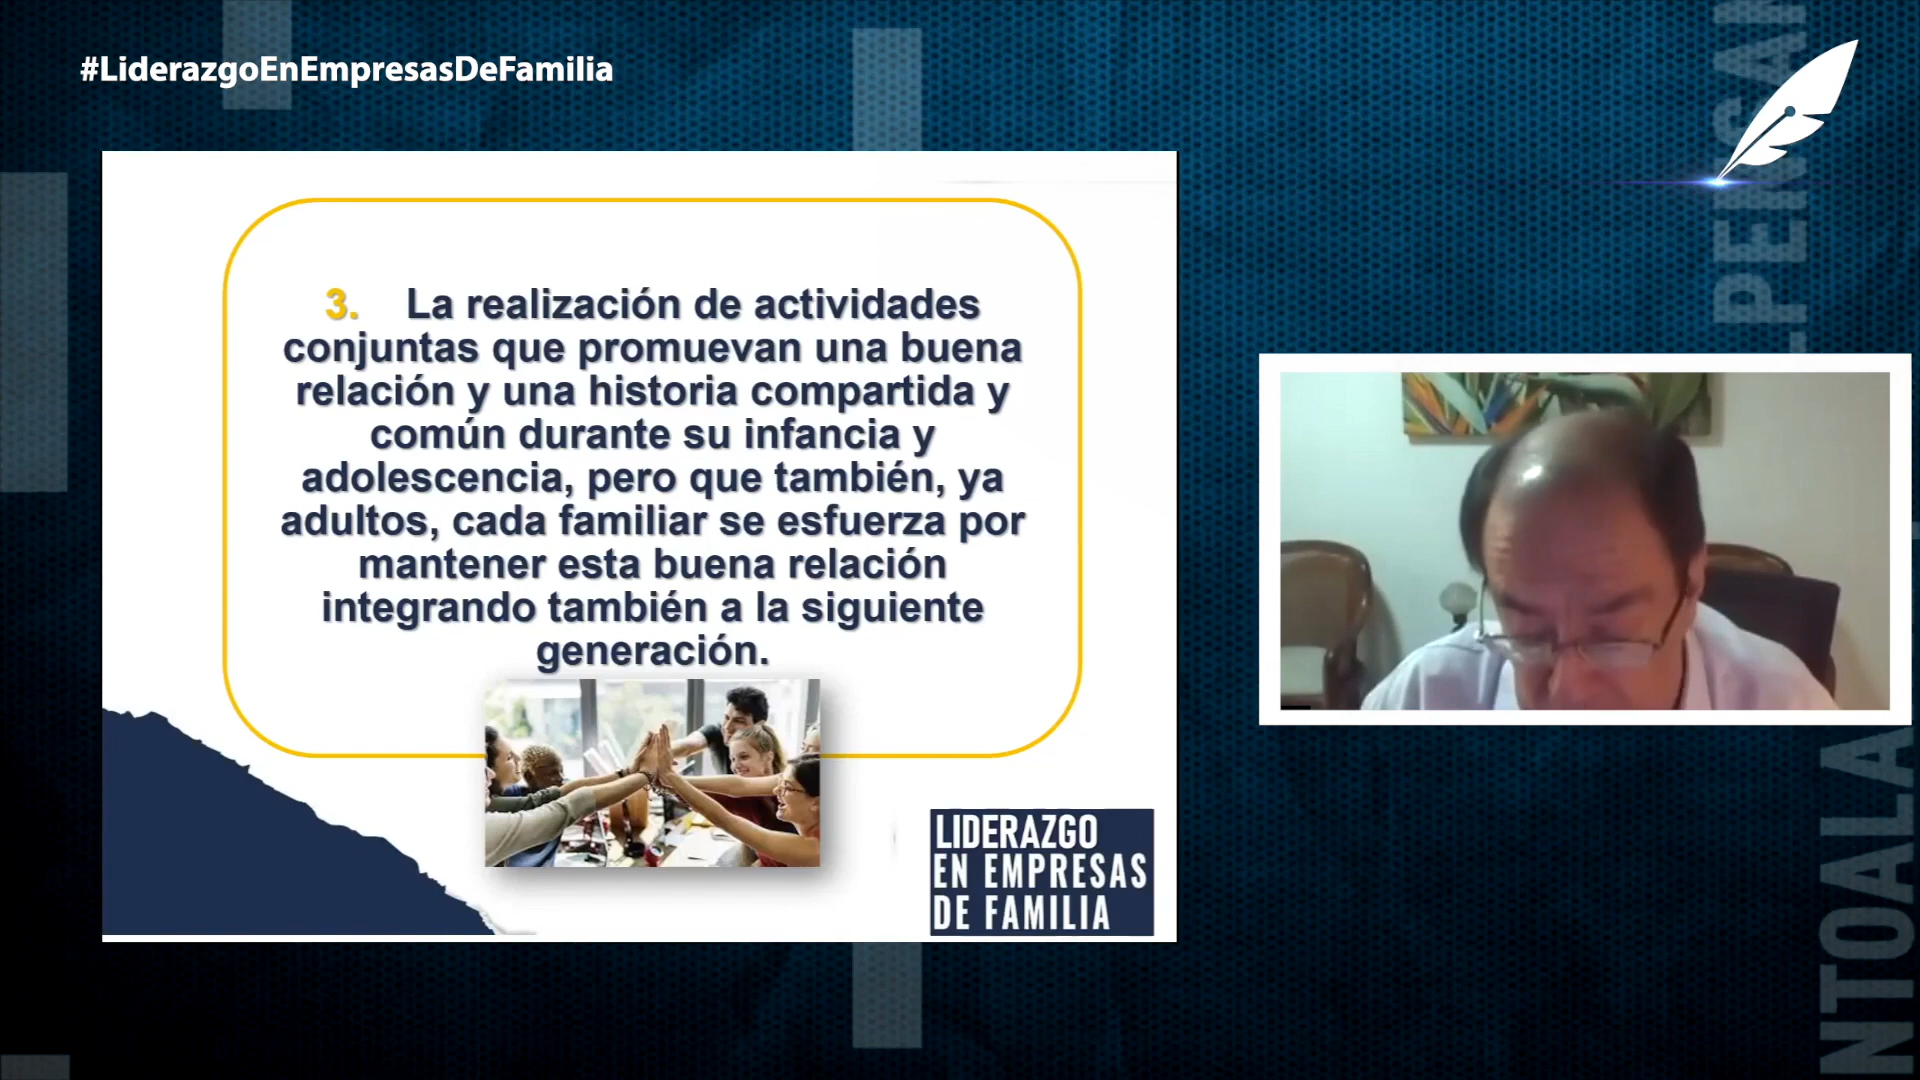 #LiderazgoEnEmpresasDeFamilia
3. La realización de actividades
conjuntas que promuevan una buena
relación y una historia compartida y
común durante su infancia y
adolescencia, pero que también, ya
adultos, cada familiar se esfuerza por
mantener esta buena relación
integrando también a la siguiente
generación.
LIDERAZGO
EN EMPRESAS
DE FAMILIA